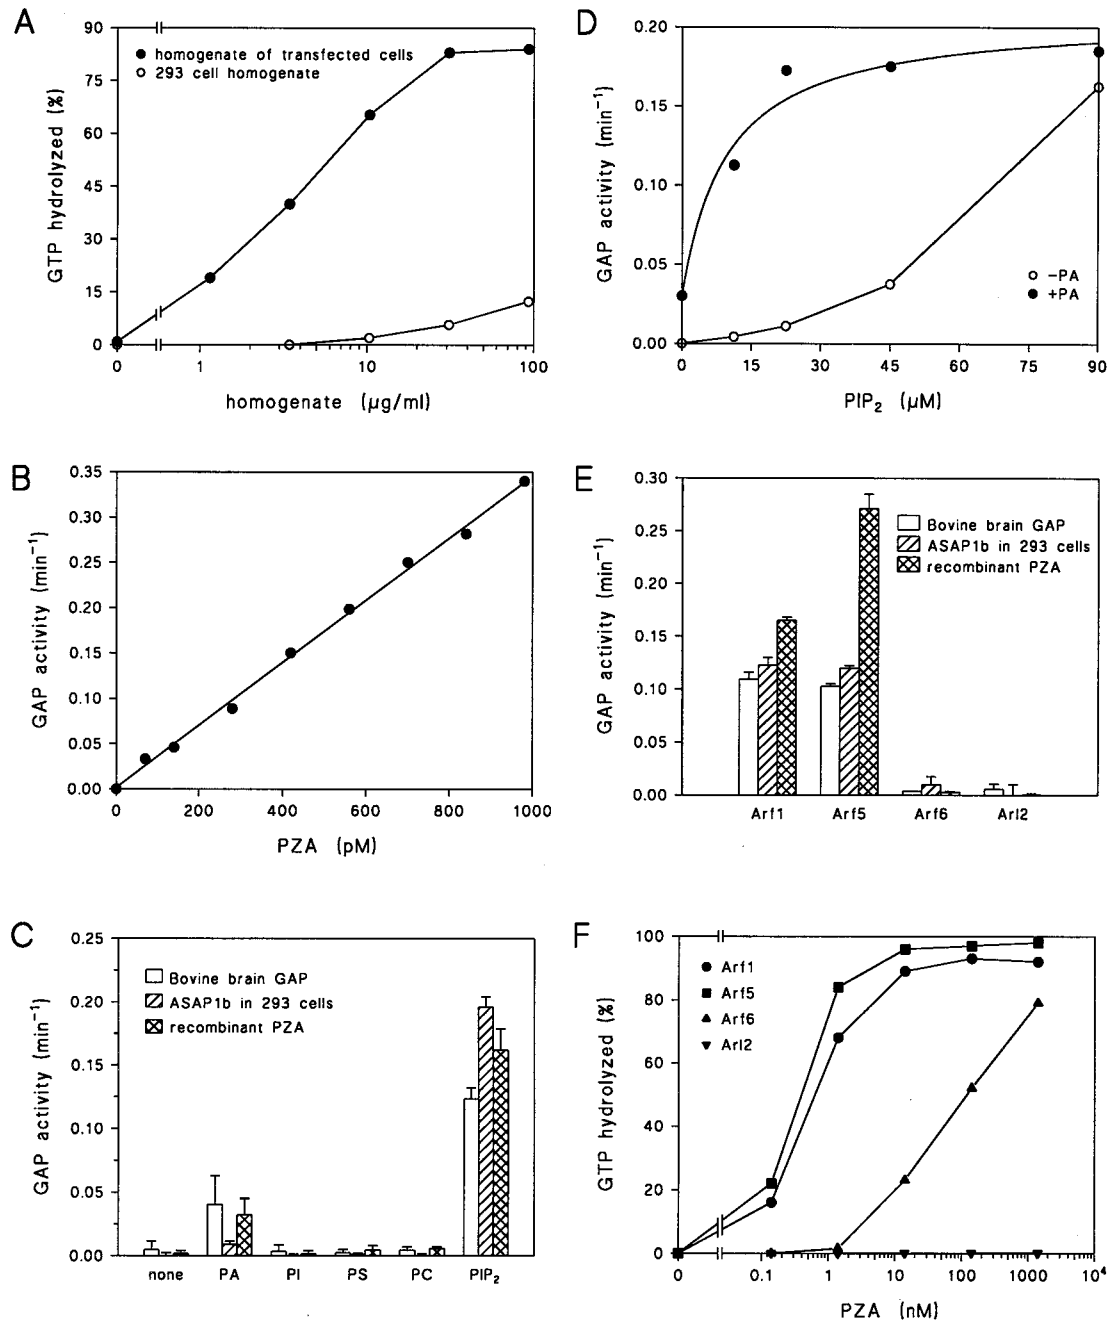 A
90
75
60
45
30
15
0
GTP hydrolyzed (%)
homogenate of transfected cells
293 cell homogenate
0 1 10 100
homogenate (µg/ml)
D
0.20
0.15
0.10
0.05
0.00
GAP activity (min⁻¹)
−PA
+PA
0 15 30 45 60 75 90
PIP₂ (µM)
B
0.35
0.30
0.25
0.20
0.15
0.10
0.05
0.00
GAP activity (min⁻¹)
0 200 400 600 800 1000
PZA (pM)
E
0.30
0.25
0.20
0.15
0.10
0.05
0.00
GAP activity (min⁻¹)
Bovine brain GAP
ASAP1b in 293 cells
recombinant PZA
Arf1 Arf5 Arf6 Arl2
C
0.25
0.20
0.15
0.10
0.05
0.00
GAP activity (min⁻¹)
Bovine brain GAP
ASAP1b in 293 cells
recombinant PZA
none PA PI PS PC PIP₂
F
100
80
60
40
20
0
GTP hydrolyzed (%)
Arf1
Arf5
Arf6
Arl2
0 0.1 1 10 100 1000 10⁴
PZA (nM)